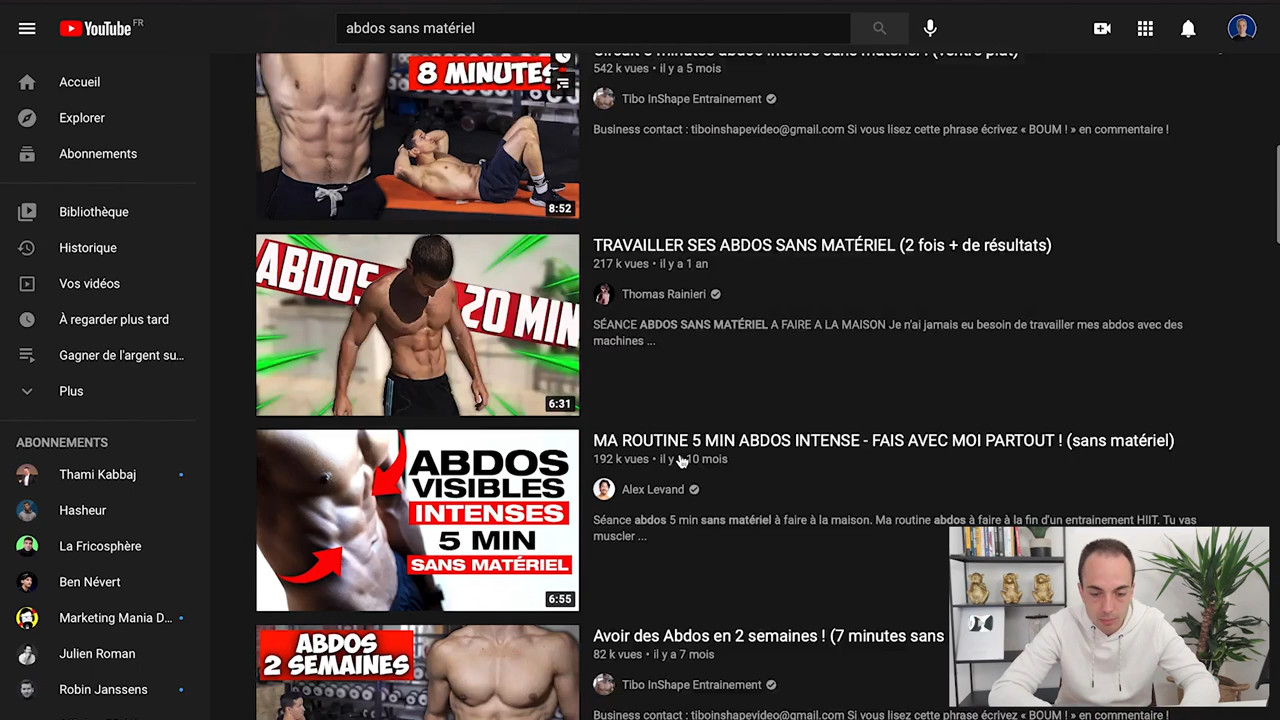 YouTube FR
abdos sans matériel
Accueil
Explorer
Abonnements
Bibliothèque
Historique
Vos vidéos
À regarder plus tard
Gagner de l'argent su...
Plus
ABONNEMENTS
Thami Kabbaj
Hasheur
La Fricosphère
Ben Névert
Marketing Mania D...
Julien Roman
Robin Janssens
8 MINUTES
8:52
542 k vues • il y a 5 mois
Tibo InShape Entrainement
Business contact : tiboinshapevideo@gmail.com Si vous lisez cette phrase écrivez « BOUM ! » en commentaire !
ABDOS
20 MIN
6:31
TRAVAILLER SES ABDOS SANS MATÉRIEL (2 fois + de résultats)
217 k vues • il y a 1 an
Thomas Rainieri
SÉANCE ABDOS SANS MATÉRIEL A FAIRE A LA MAISON Je n'ai jamais eu besoin de travailler mes abdos avec des
machines ...
ABDOS
VISIBLES
INTENSES
5 MIN
SANS MATÉRIEL
6:55
MA ROUTINE 5 MIN ABDOS INTENSE - FAIS AVEC MOI PARTOUT ! (sans matériel)
192 k vues • il y a 10 mois
Alex Levand
Séance abdos 5 min sans matériel à faire à la maison. Ma routine abdos à faire à la fin d'un entrainement HIIT. Tu vas
muscler ...
ABDOS
2 SEMAINES
Avoir des Abdos en 2 semaines ! (7 minutes sans
82 k vues • il y a 7 mois
Tibo InShape Entrainement
Business contact : tiboinshapevideo@gmail.com Si vous lisez cette phrase écrivez « BOUM ! » en commentaire !